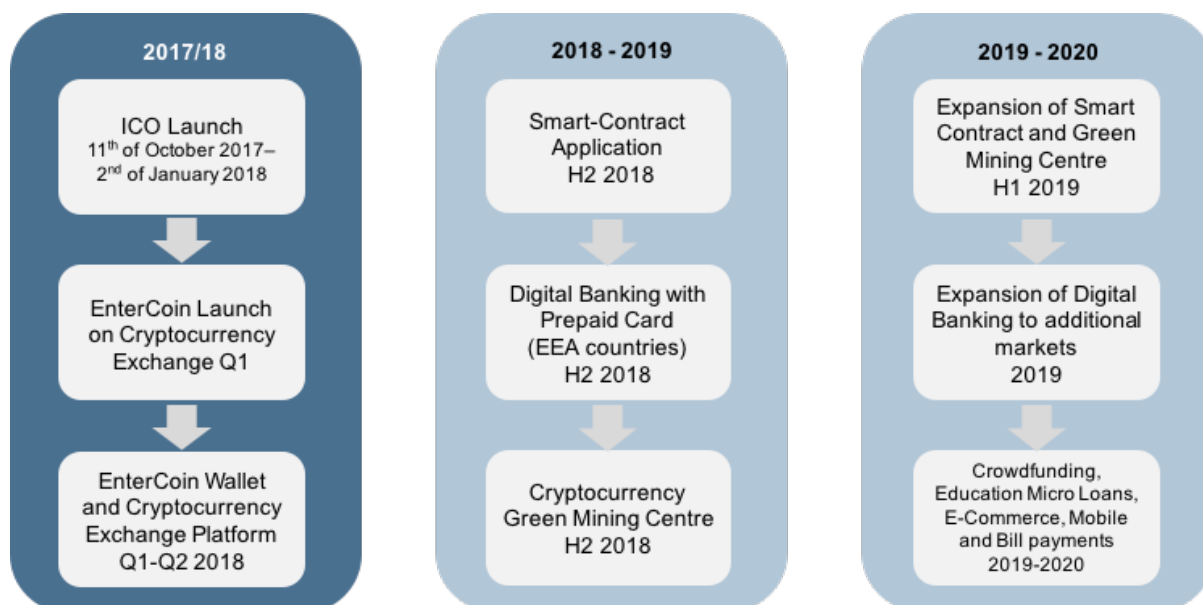 2017/18
ICO Launch
11th of October 2017–
2nd of January 2018
EnterCoin Launch
on Cryptocurrency
Exchange Q1
EnterCoin Wallet
and Cryptocurrency
Exchange Platform
Q1-Q2 2018
2018 - 2019
Smart-Contract
Application
H2 2018
Digital Banking with
Prepaid Card
(EEA countries)
H2 2018
Cryptocurrency
Green Mining Centre
H2 2018
2019 - 2020
Expansion of Smart
Contract and Green
Mining Centre
H1 2019
Expansion of Digital
Banking to additional
markets
2019
Crowdfunding,
Education Micro Loans,
E-Commerce, Mobile
and Bill payments
2019-2020